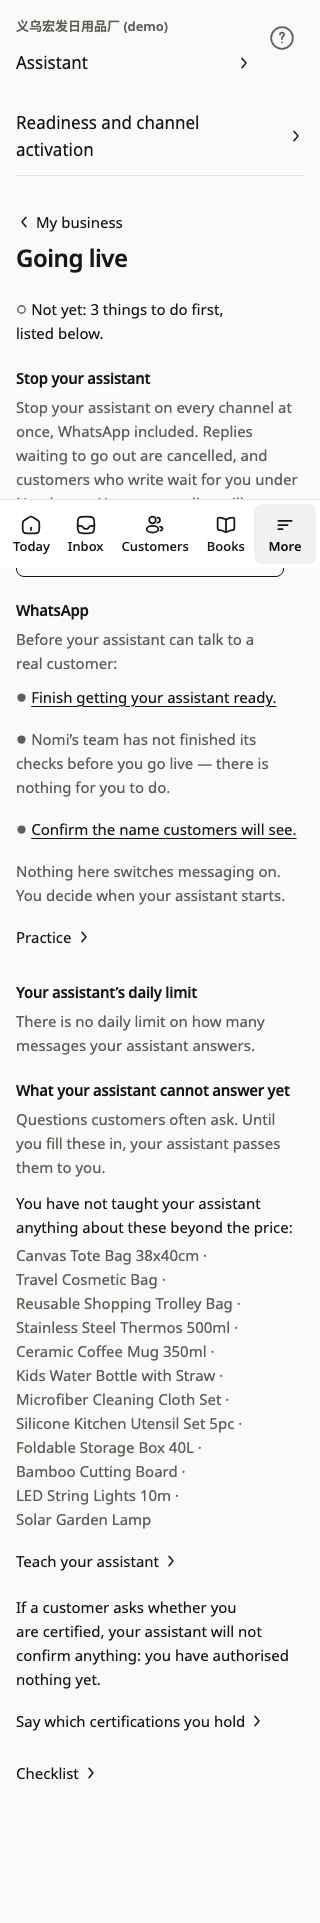 义乌宏发日用品厂 (demo)
Assistant
Readiness and channel
activation
My business
Going live
Not yet: 3 things to do first,
listed below.
Stop your assistant
Stop your assistant on every channel at
once, WhatsApp included. Replies
waiting to go out are cancelled, and
customers who write wait for you under
Today
Inbox
Customers
Books
More
WhatsApp
Before your assistant can talk to a
real customer:
Finish getting your assistant ready.
Nomi’s team has not finished its
checks before you go live — there is
nothing for you to do.
Confirm the name customers will see.
Nothing here switches messaging on.
You decide when your assistant starts.
Practice
Your assistant’s daily limit
There is no daily limit on how many
messages your assistant answers.
What your assistant cannot answer yet
Questions customers often ask. Until
you fill these in, your assistant passes
them to you.
You have not taught your assistant
anything about these beyond the price:
Canvas Tote Bag 38x40cm ·
Travel Cosmetic Bag ·
Reusable Shopping Trolley Bag ·
Stainless Steel Thermos 500ml ·
Ceramic Coffee Mug 350ml ·
Kids Water Bottle with Straw ·
Microfiber Cleaning Cloth Set ·
Silicone Kitchen Utensil Set 5pc ·
Foldable Storage Box 40L ·
Bamboo Cutting Board ·
LED String Lights 10m ·
Solar Garden Lamp
Teach your assistant
If a customer asks whether you
are certified, your assistant will not
confirm anything: you have authorised
nothing yet.
Say which certifications you hold
Checklist